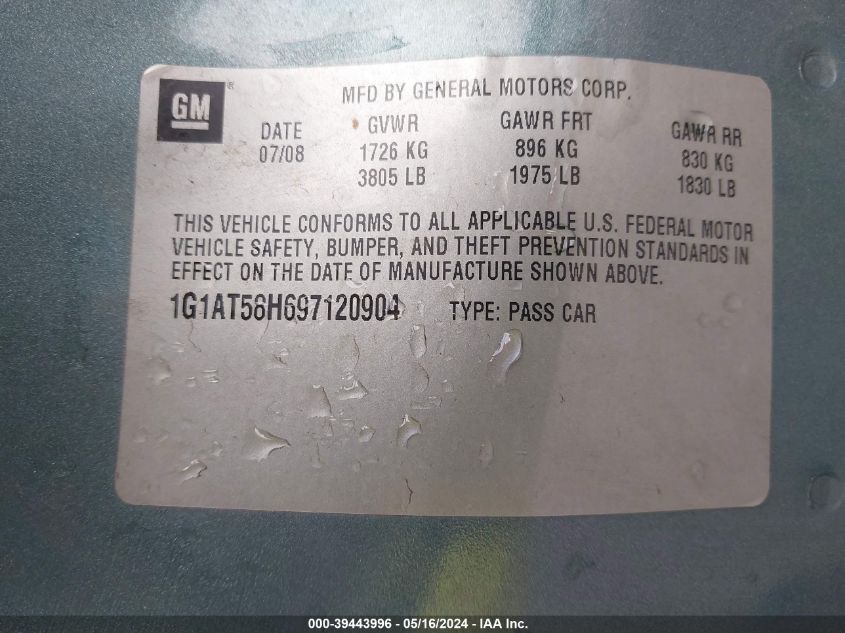 GM®
MFD BY GENERAL MOTORS CORP.
DATE GVWR GAWR FRT GAWR RR
07/08 1726 KG 896 KG 830 KG
3805 LB 1975 LB 1830 LB
THIS VEHICLE CONFORMS TO ALL APPLICABLE U.S. FEDERAL MOTOR
VEHICLE SAFETY, BUMPER, AND THEFT PREVENTION STANDARDS IN
EFFECT ON THE DATE OF MANUFACTURE SHOWN ABOVE.
1G1AT58H697120904 TYPE: PASS CAR
000-39443996 - 05/16/2024 - IAA Inc.